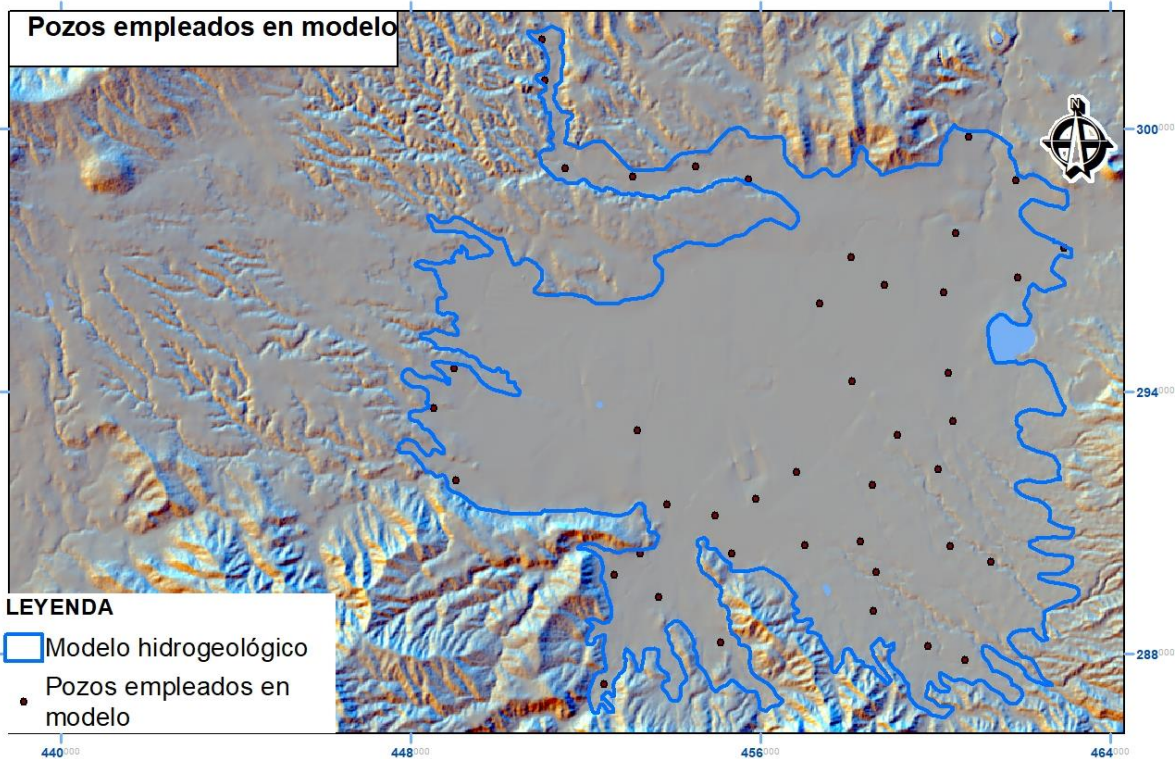 Pozos empleados en modelo
N
300000
294000
288000
LEYENDA
Modelo hidrogeológico
Pozos empleados en
modelo
440000
448000
456000
464000